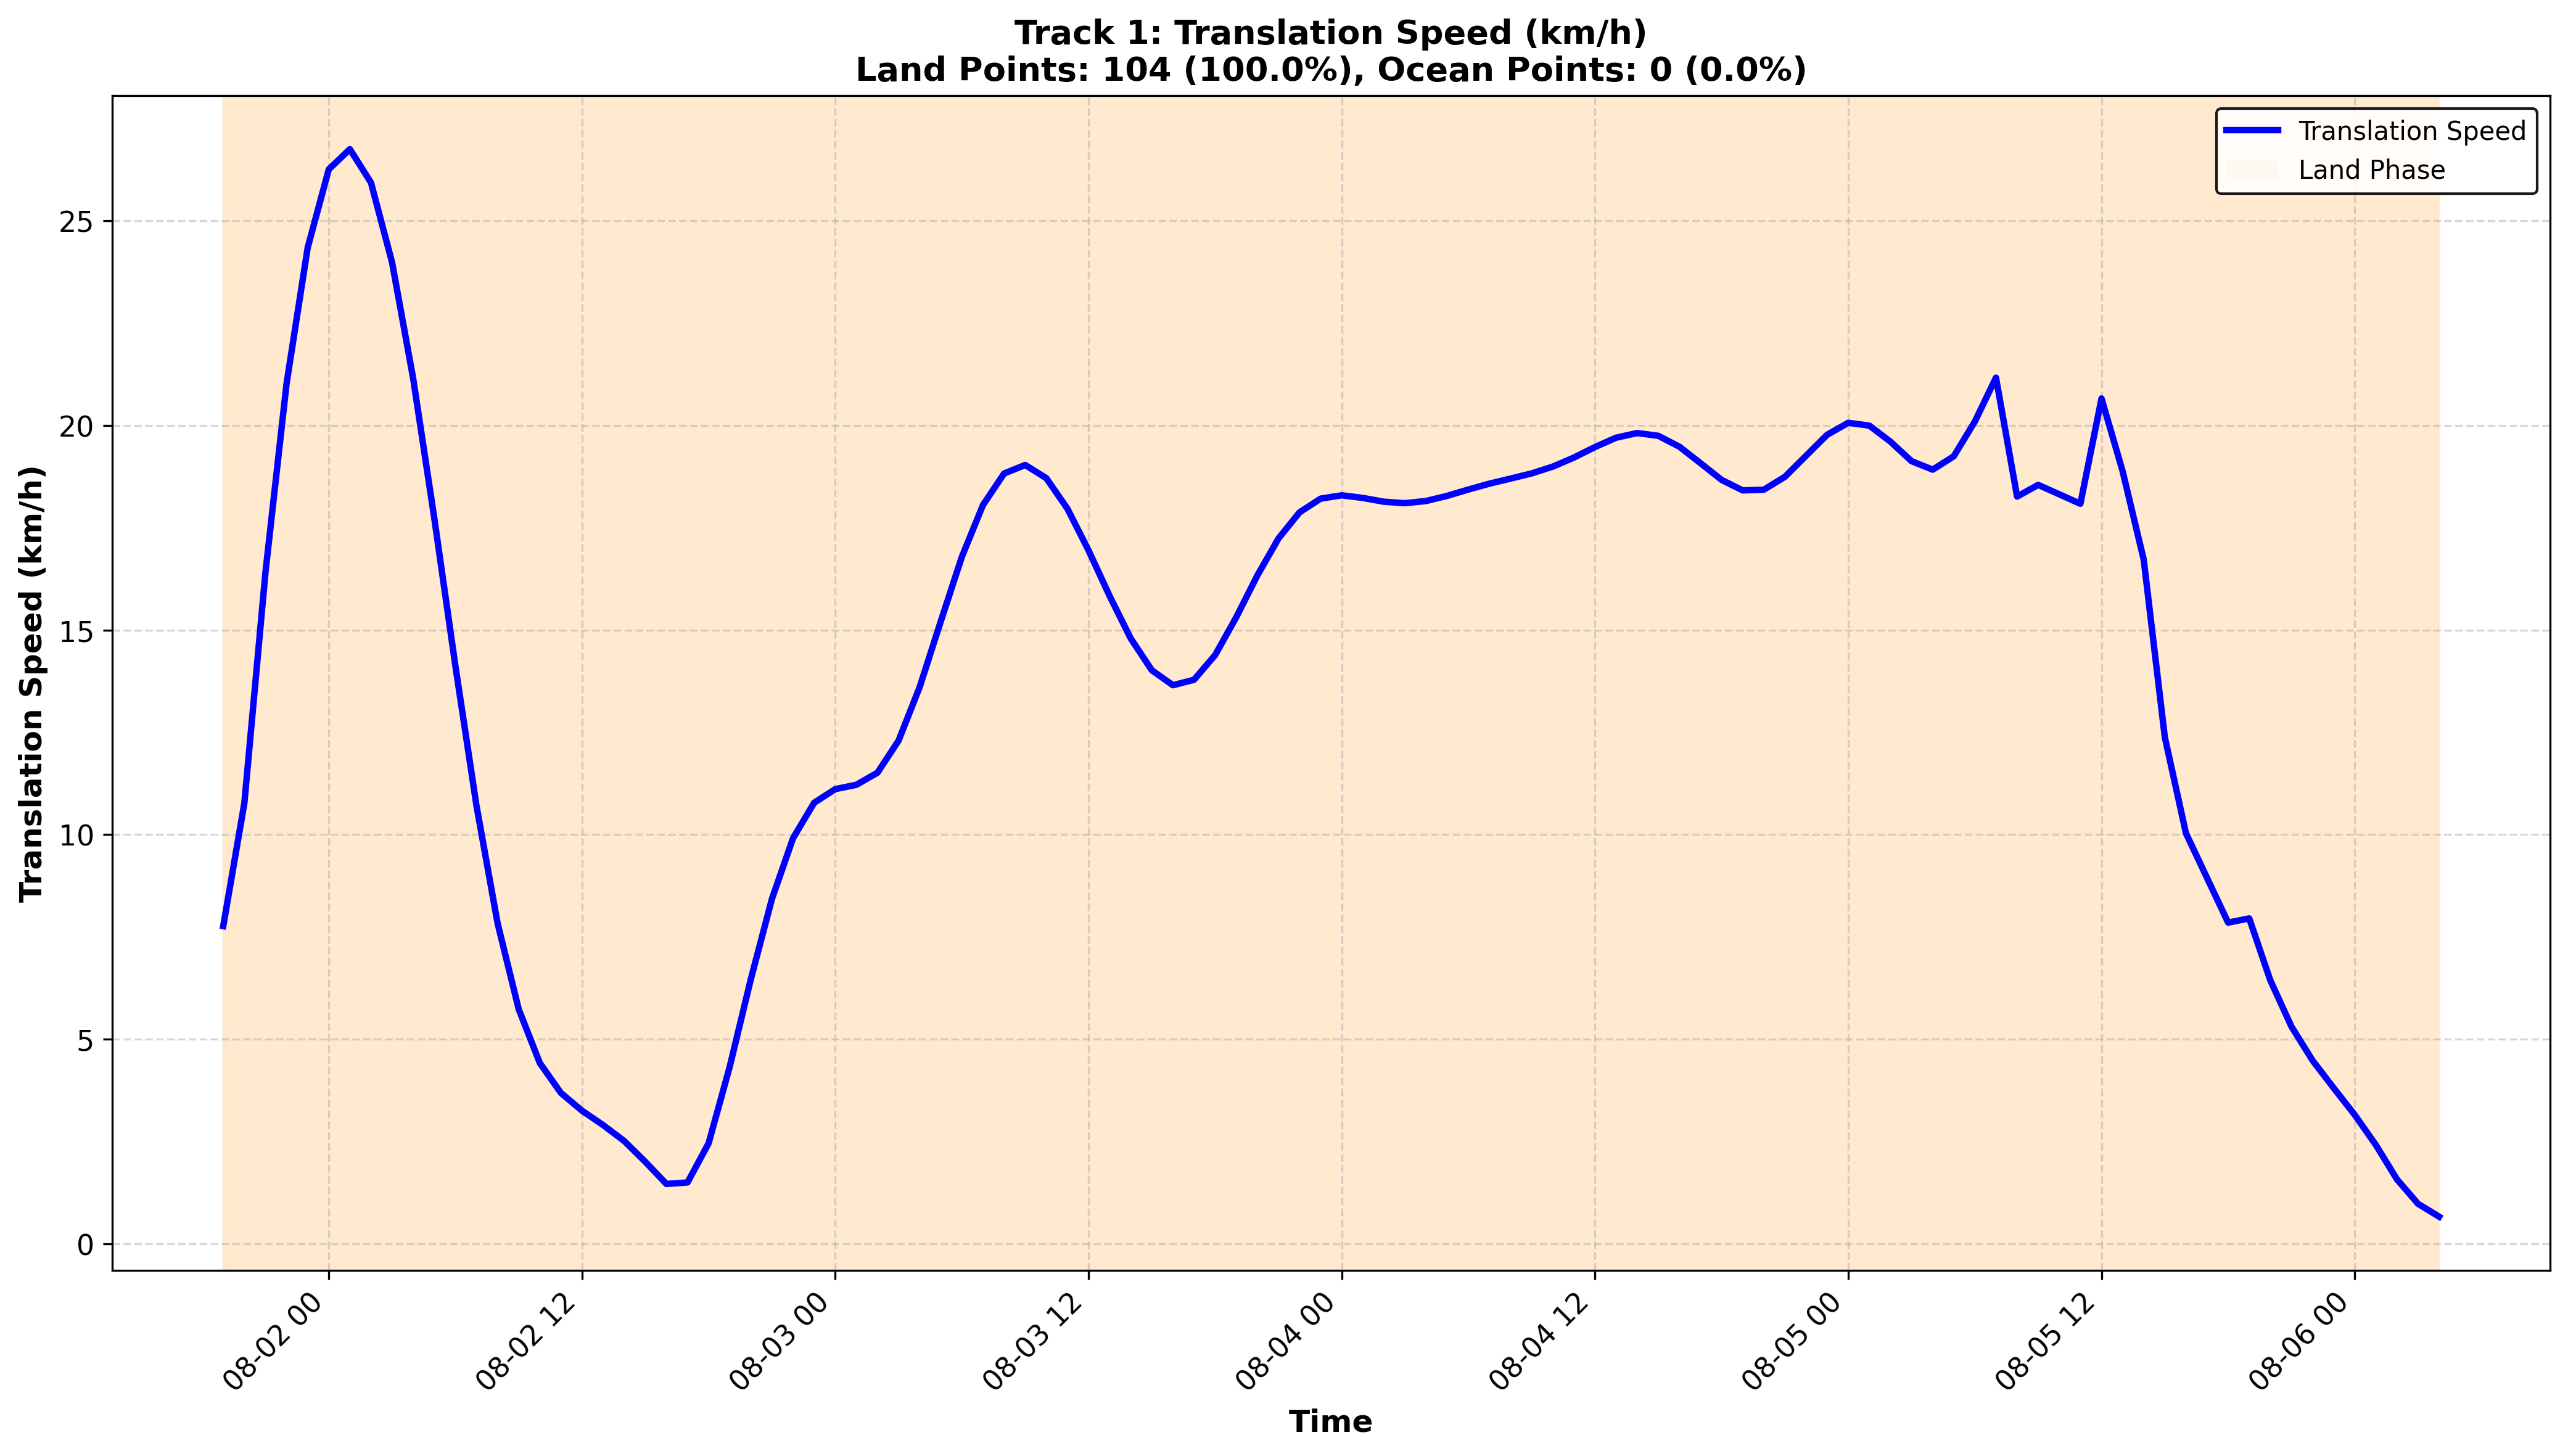 Track 1: Translation Speed (km/h)
Land Points: 104 (100.0%), Ocean Points: 0 (0.0%)
Translation Speed
Land Phase
Translation Speed (km/h)
25
20
15
10
5
0
08-02 00
08-02 12
08-03 00
08-03 12
08-04 00
08-04 12
08-05 00
08-05 12
08-06 00
Time